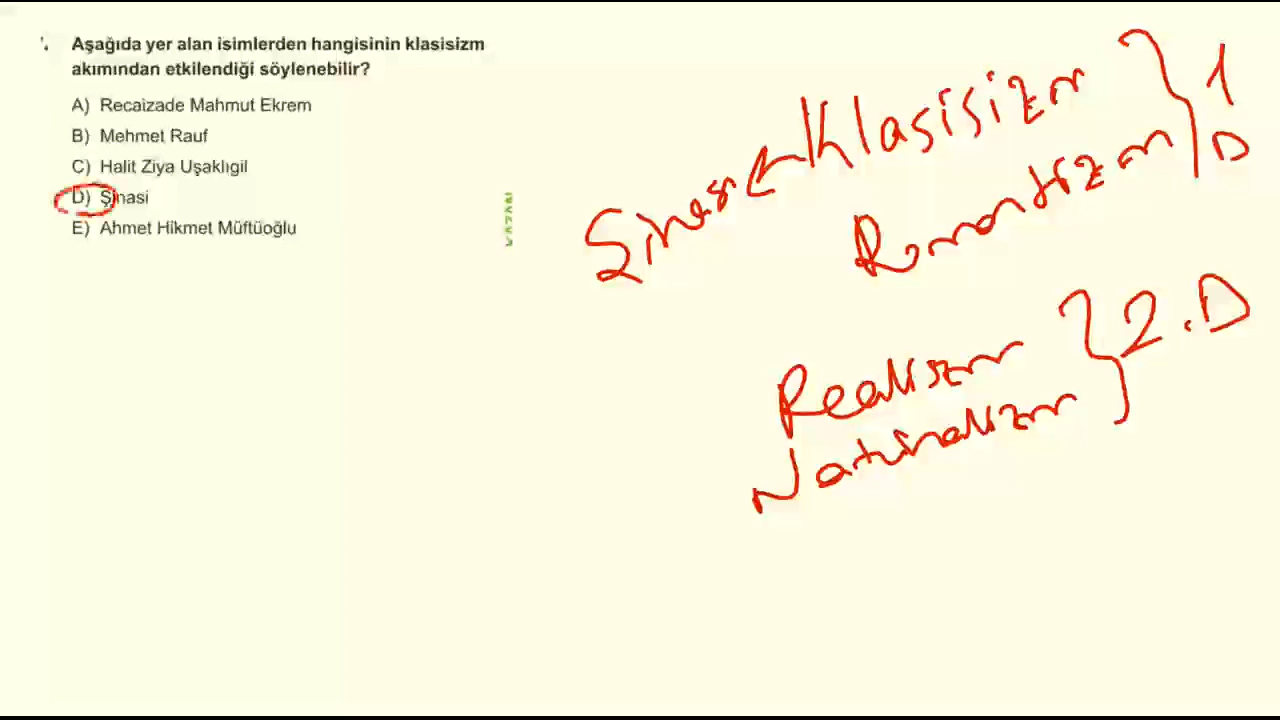 Aşağıda yer alan isimlerden hangisinin klasisizm
akımından etkilendiği söylenebilir?
A) Recaizade Mahmut Ekrem
B) Mehmet Rauf
C) Halit Ziya Uşaklıgil
D) Şinasi
E) Ahmet Hikmet Müftüoğlu
Şinasi Klasisizm
Romantizm
1
D
Realizm
Natüralizm
2.D